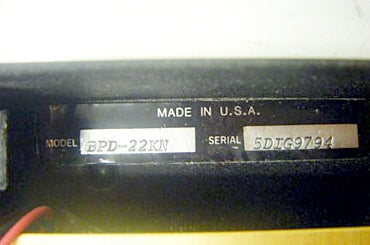 MADE IN U.S.A.
MODEL BPD-22KN SERIAL 5DIG9794